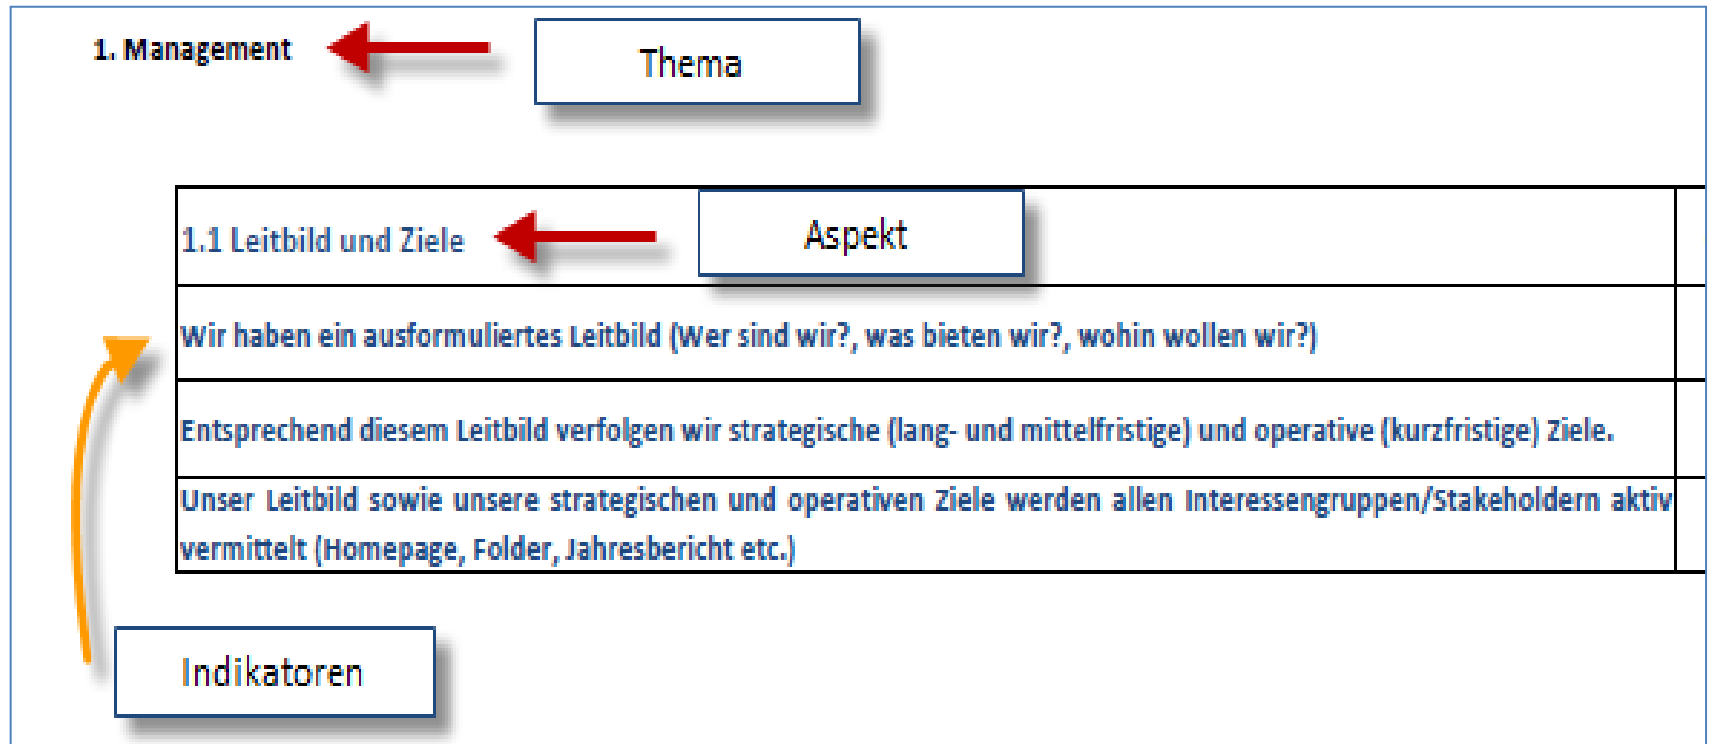 1. Management
Thema
1.1 Leitbild und Ziele
Aspekt
Wir haben ein ausformuliertes Leitbild (Wer sind wir?, was bieten wir?, wohin wollen wir?)
Entsprechend diesem Leitbild verfolgen wir strategische (lang- und mittelfristige) und operative (kurzfristige) Ziele.
Unser Leitbild sowie unsere strategischen und operativen Ziele werden allen Interessengruppen/Stakeholdern aktiv
vermittelt (Homepage, Folder, Jahresbericht etc.)
Indikatoren